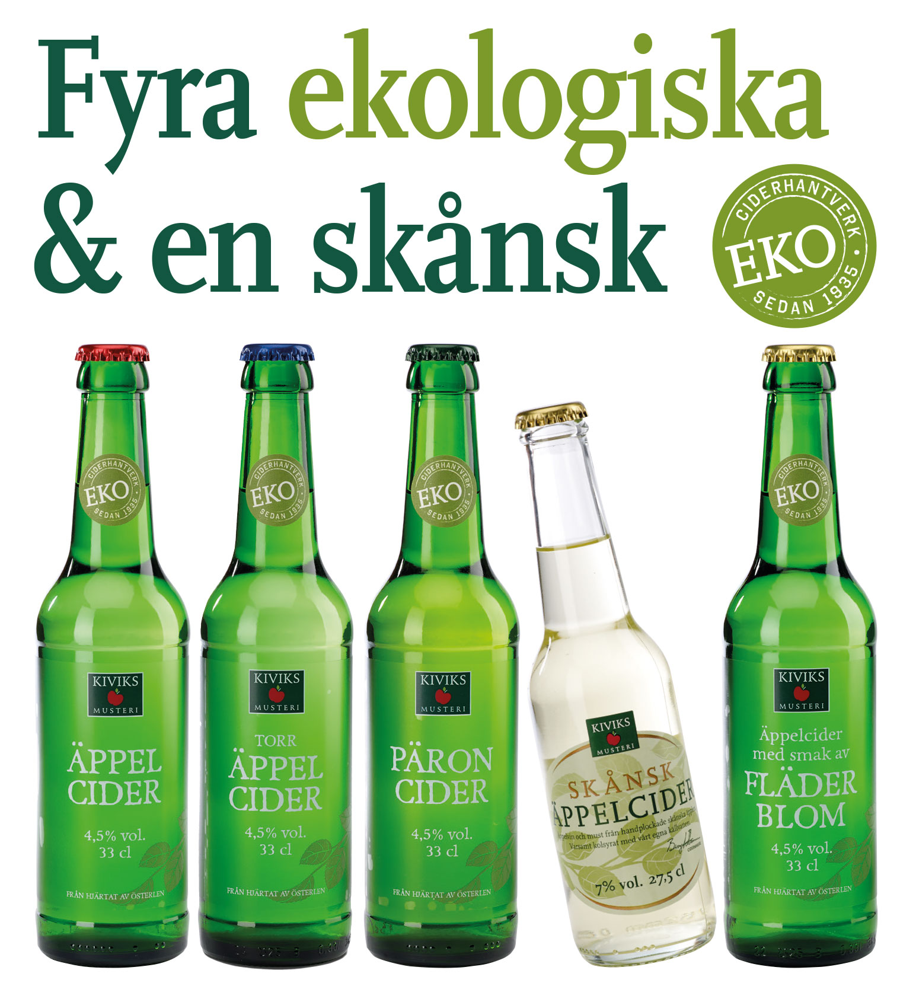 Fyra ekologiska
& en skånsk
CIDERHANTVERK •
EKO
SEDAN 1935
CIDERHANTVERK •
EKO
SEDAN 1935
KIVIKS
MUSTERI
ÄPPEL
CIDER
4,5% vol.
33 cl
FRÅN HJÄRTAT AV ÖSTERLEN
CIDERHANTVERK •
EKO
SEDAN 1935
KIVIKS
MUSTERI
TORR
ÄPPEL
CIDER
4,5% vol.
33 cl
FRÅN HJÄRTAT AV ÖSTERLEN
CIDERHANTVERK •
EKO
SEDAN 1935
KIVIKS
MUSTERI
PÄRON
CIDER
4,5% vol.
33 cl
FRÅN HJÄRTAT AV ÖSTERLEN
KIVIKS
MUSTERI
SKÅNSK
ÄPPELCIDER
och must från handplockade skånska
Varsamt kolsyrat med vårt egna källvatten
7% vol. 27,5 cl
CIDERHANTVERK •
EKO
SEDAN 1935
KIVIKS
MUSTERI
Äppelcider
med smak av
FLÄDER
BLOM
4,5% vol.
33 cl
FRÅN HJÄRTAT AV ÖSTERLEN